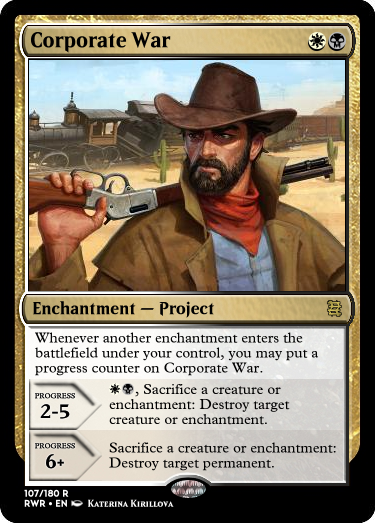 Corporate War
Enchantment — Project
Whenever another enchantment enters the
battlefield under your control, you may put a
progress counter on Corporate War.
PROGRESS
2-5
, Sacrifice a creature or
enchantment: Destroy target
creature or enchantment.
PROGRESS
6+
Sacrifice a creature or enchantment:
Destroy target permanent.
107/180 R
RWR • EN Katerina Kirillova